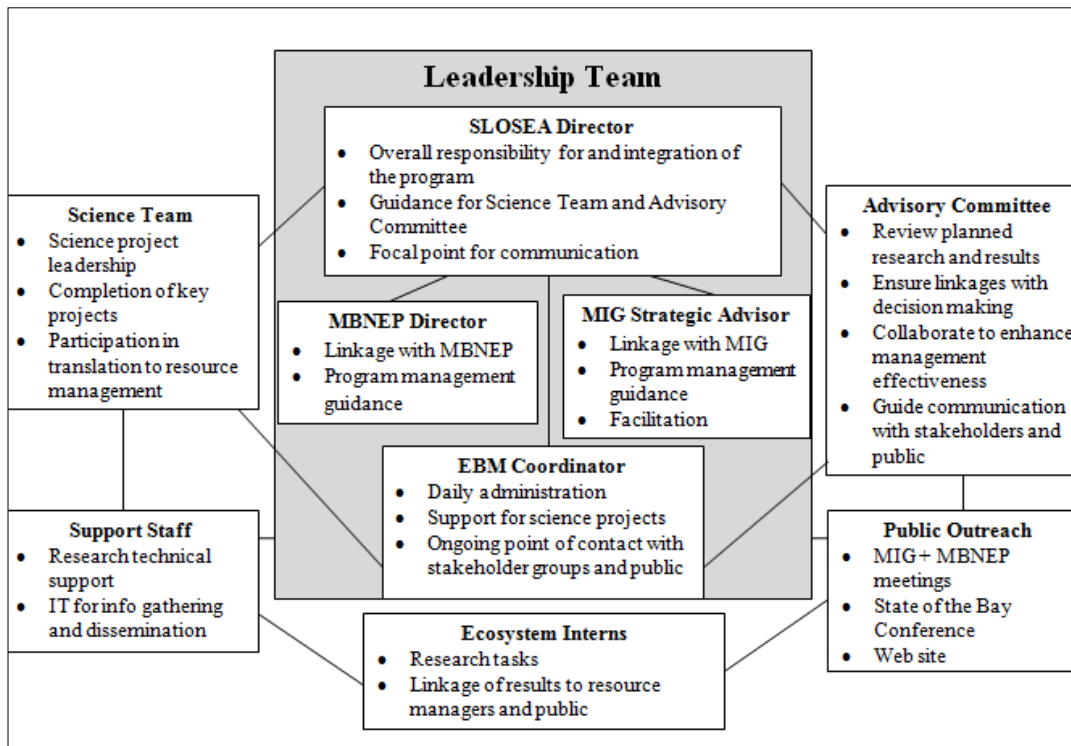 Leadership Team
SLOSEA Director
• Overall responsibility for and integration of
the program
• Guidance for Science Team and Advisory
Committee
• Focal point for communication
Science Team
• Science project
leadership
• Completion of key
projects
• Participation in
translation to resource
management
MBNEP Director
• Linkage with MBNEP
• Program management
guidance
MIG Strategic Advisor
• Linkage with MIG
• Program management
guidance
• Facilitation
Advisory Committee
• Review planned
research and results
• Ensure linkages with
decision making
• Collaborate to enhance
management
effectiveness
• Guide communication
with stakeholders and
public
EBM Coordinator
• Daily administration
• Support for science projects
• Ongoing point of contact with
stakeholder groups and public
Support Staff
• Research technical
support
• IT for info gathering
and dissemination
Public Outreach
• MIG + MBNEP
meetings
• State of the Bay
Conference
• Web site
Ecosystem Interns
• Research tasks
• Linkage of results to resource
managers and public